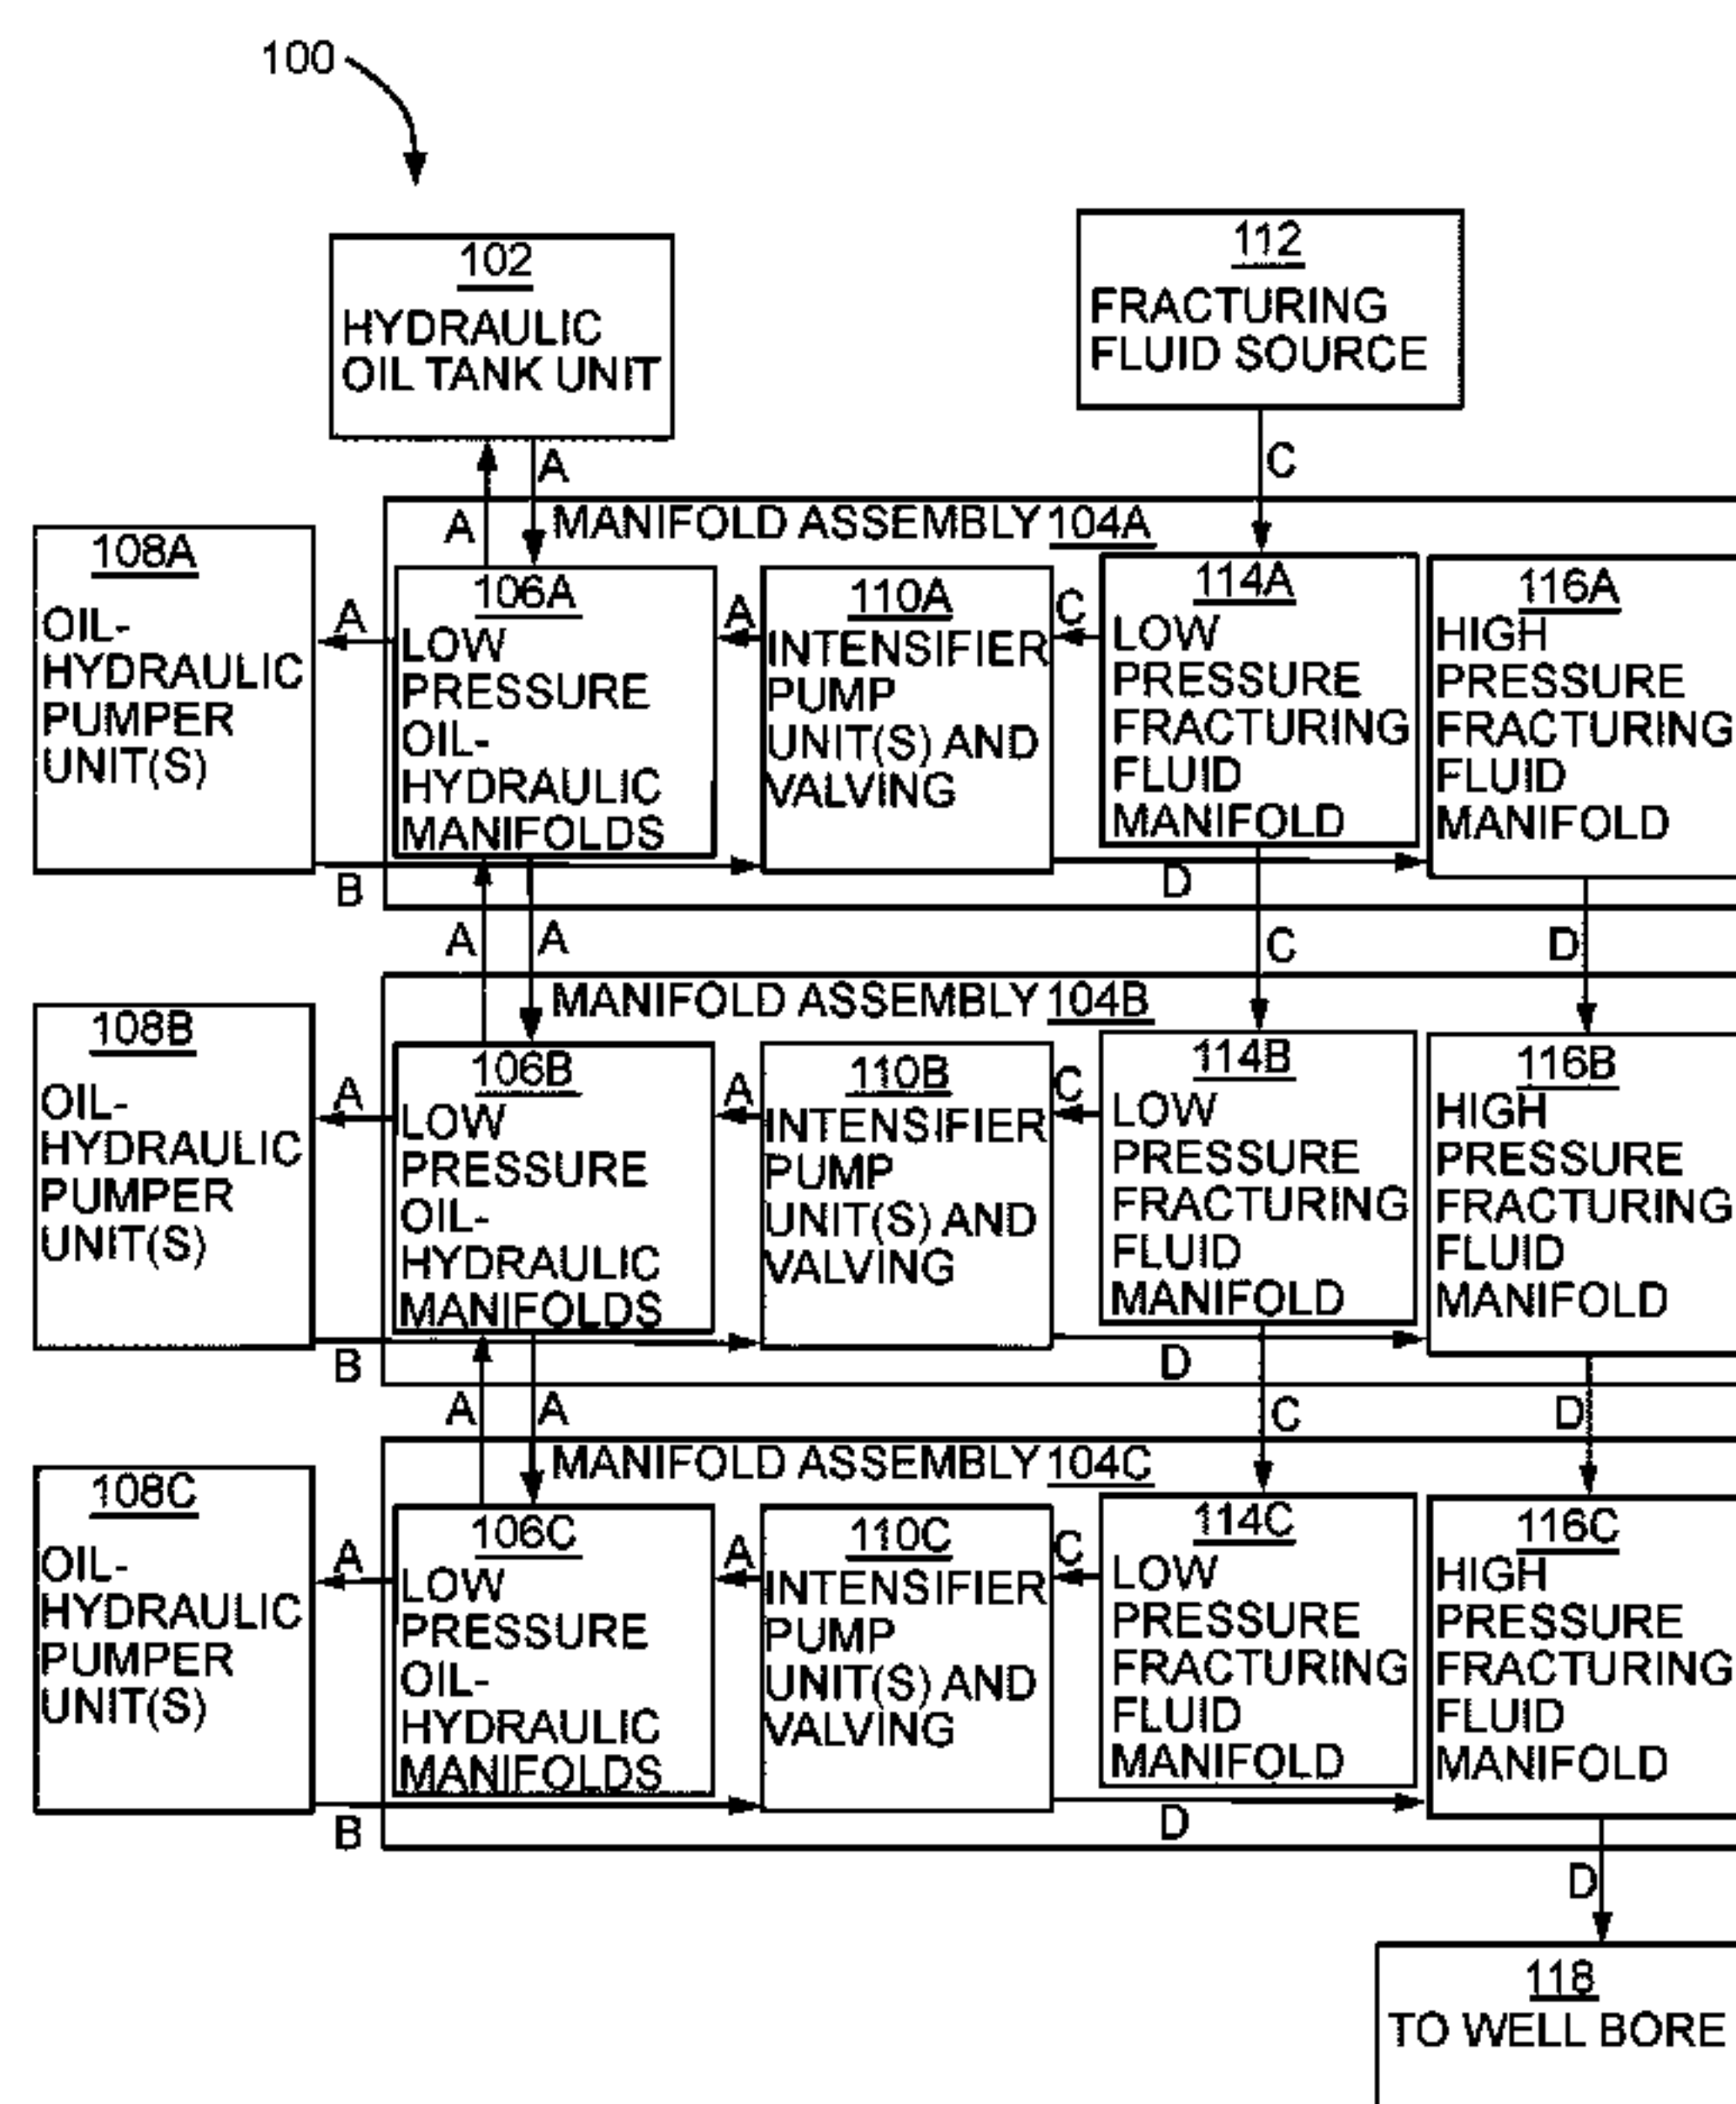 100
102
HYDRAULIC
OIL TANK UNIT
112
FRACTURING
FLUID SOURCE
A
A
C
MANIFOLD ASSEMBLY 104A
108A
OIL-
HYDRAULIC
PUMPER
UNIT(S)
A
B
106A
LOW
PRESSURE
OIL-
HYDRAULIC
MANIFOLDS
A
110A
INTENSIFIER
PUMP
UNIT(S) AND
VALVING
C
114A
LOW
PRESSURE
FRACTURING
FLUID
MANIFOLD
D
116A
HIGH
PRESSURE
FRACTURING
FLUID
MANIFOLD
A
A
C
D
MANIFOLD ASSEMBLY 104B
108B
OIL-
HYDRAULIC
PUMPER
UNIT(S)
A
B
106B
LOW
PRESSURE
OIL-
HYDRAULIC
MANIFOLDS
A
110B
INTENSIFIER
PUMP
UNIT(S) AND
VALVING
C
114B
LOW
PRESSURE
FRACTURING
FLUID
MANIFOLD
D
116B
HIGH
PRESSURE
FRACTURING
FLUID
MANIFOLD
A
A
C
D
MANIFOLD ASSEMBLY 104C
108C
OIL-
HYDRAULIC
PUMPER
UNIT(S)
A
B
106C
LOW
PRESSURE
OIL-
HYDRAULIC
MANIFOLDS
A
110C
INTENSIFIER
PUMP
UNIT(S) AND
VALVING
C
114C
LOW
PRESSURE
FRACTURING
FLUID
MANIFOLD
D
116C
HIGH
PRESSURE
FRACTURING
FLUID
MANIFOLD
D
118
TO WELL BORE